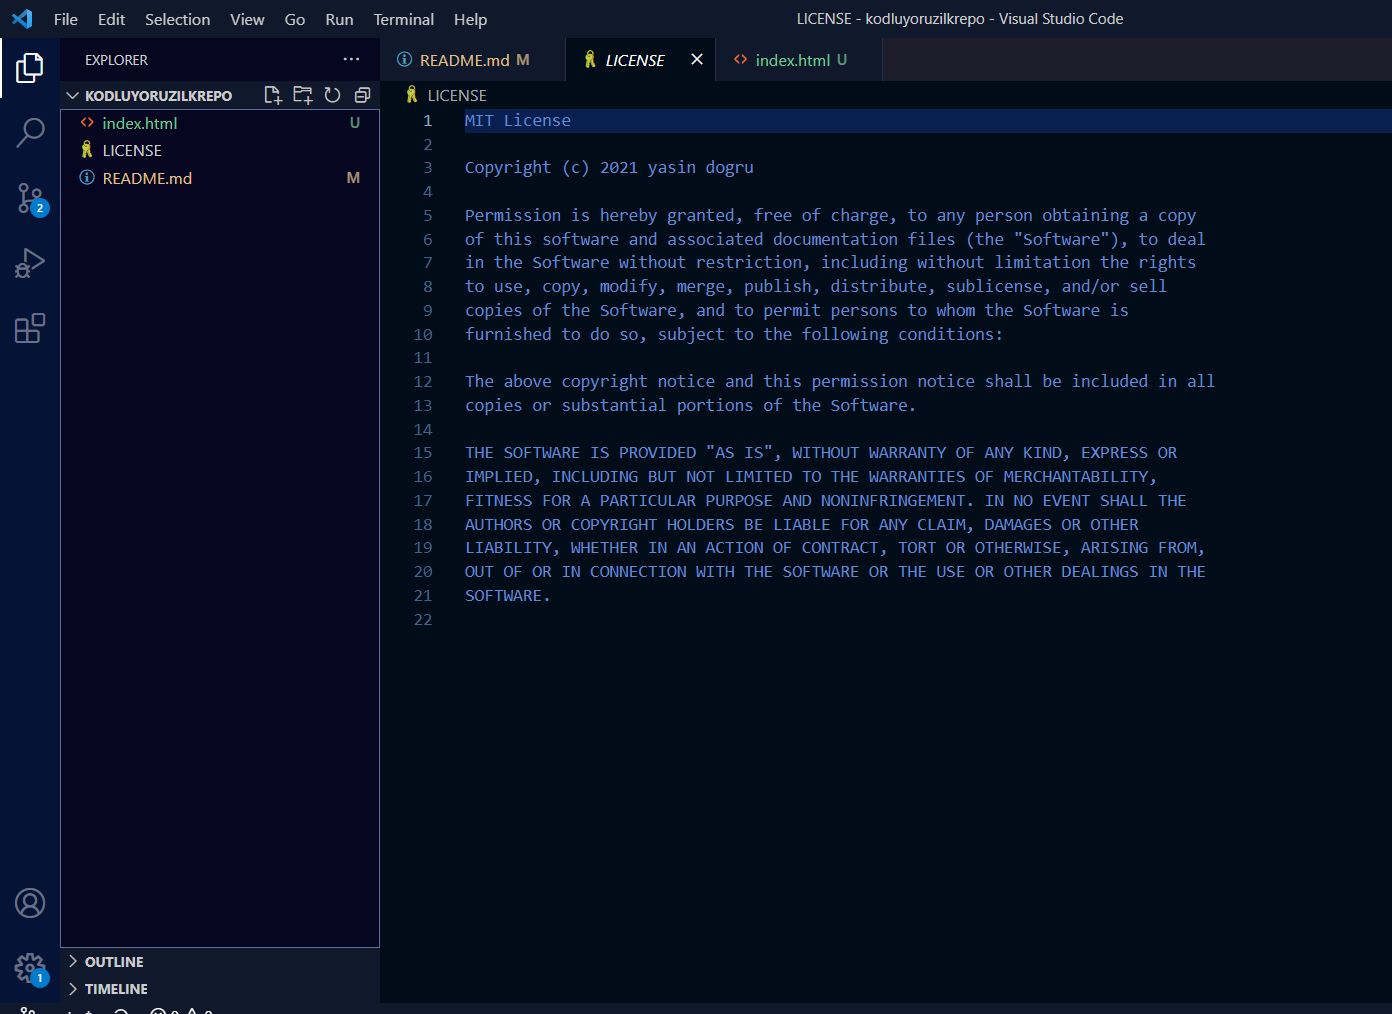 File Edit Selection View Go Run Terminal Help
LICENSE - kodluyoruzilkrepo - Visual Studio Code
EXPLORER
README.md M
LICENSE
index.html U
KODLUYORUZILKREPO
index.html U
LICENSE
README.md M
2
LICENSE
1 MIT License
2
3 Copyright (c) 2021 yasin dogru
4
5 Permission is hereby granted, free of charge, to any person obtaining a copy
6 of this software and associated documentation files (the "Software"), to deal
7 in the Software without restriction, including without limitation the rights
8 to use, copy, modify, merge, publish, distribute, sublicense, and/or sell
9 copies of the Software, and to permit persons to whom the Software is
10 furnished to do so, subject to the following conditions:
11
12 The above copyright notice and this permission notice shall be included in all
13 copies or substantial portions of the Software.
14
15 THE SOFTWARE IS PROVIDED "AS IS", WITHOUT WARRANTY OF ANY KIND, EXPRESS OR
16 IMPLIED, INCLUDING BUT NOT LIMITED TO THE WARRANTIES OF MERCHANTABILITY,
17 FITNESS FOR A PARTICULAR PURPOSE AND NONINFRINGEMENT. IN NO EVENT SHALL THE
18 AUTHORS OR COPYRIGHT HOLDERS BE LIABLE FOR ANY CLAIM, DAMAGES OR OTHER
19 LIABILITY, WHETHER IN AN ACTION OF CONTRACT, TORT OR OTHERWISE, ARISING FROM,
20 OUT OF OR IN CONNECTION WITH THE SOFTWARE OR THE USE OR OTHER DEALINGS IN THE
21 SOFTWARE.
22
OUTLINE
TIMELINE
1